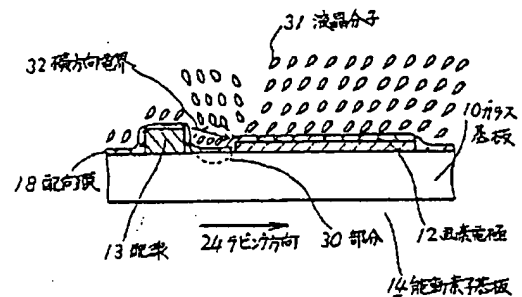 31 液晶分子
32 横方向電界
10 ガラス
基板
18 配向膜
13 配線
24 ラビング方向
30 部分
12 画素電極
14 能動素子基板